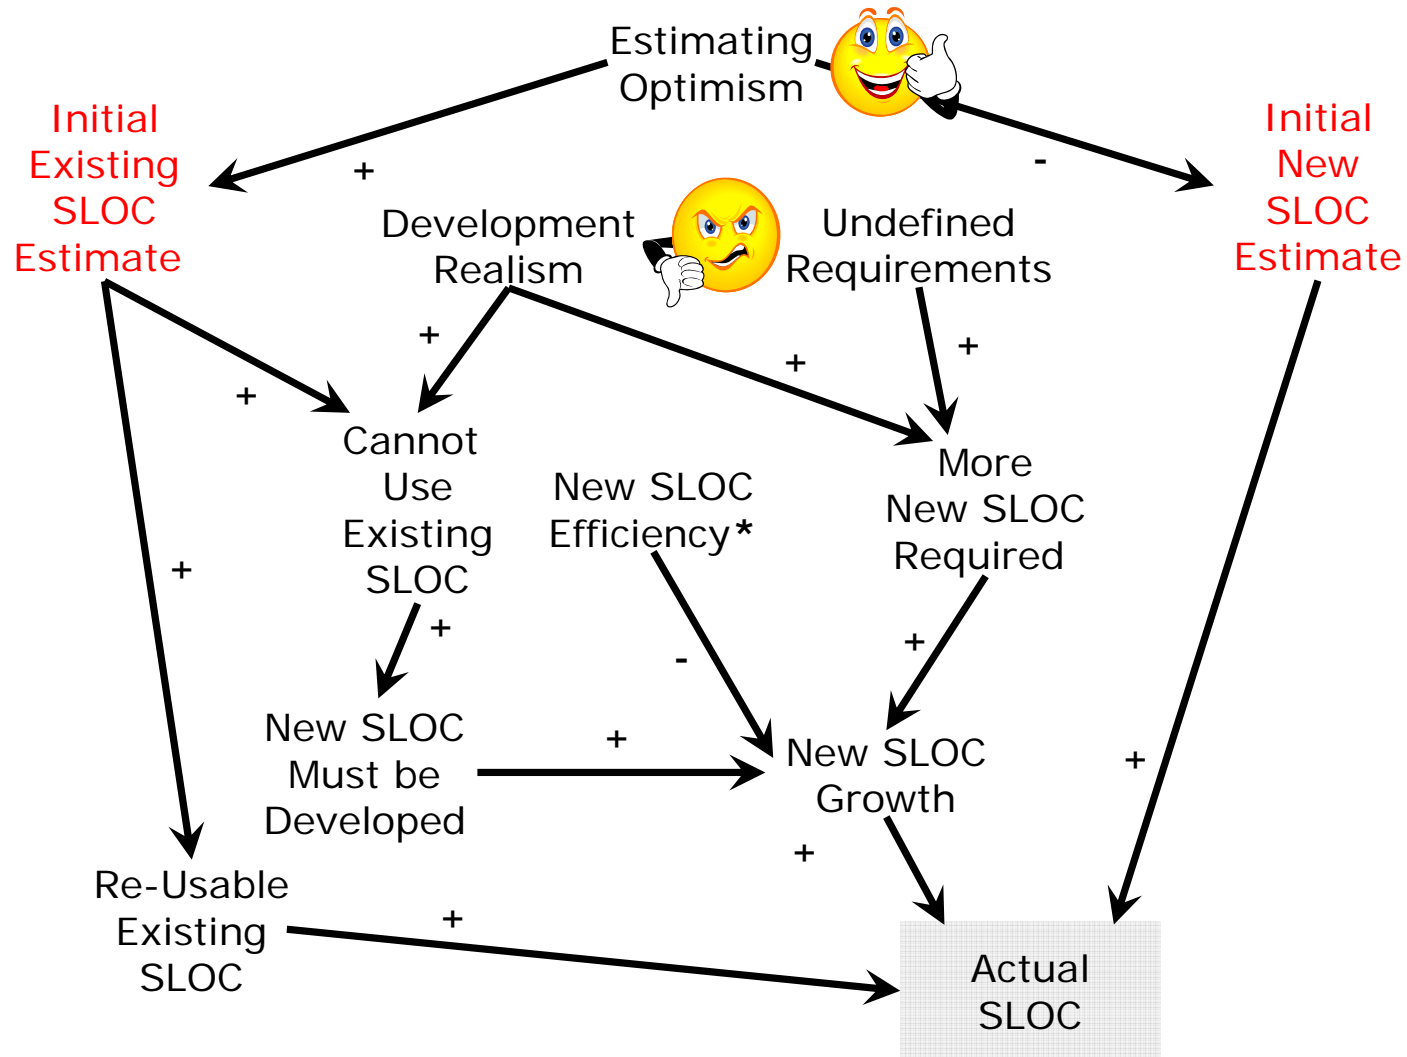 Estimating
Optimism
Initial
Existing
SLOC
Estimate
+
-
Initial
New
SLOC
Estimate
Development
Realism
Undefined
Requirements
+
+
+
+
Cannot
Use
Existing
SLOC
New SLOC
Efficiency*
More
New SLOC
Required
+
+
-
+
New SLOC
Must be
Developed
+
New SLOC
Growth
+
+
Re-Usable
Existing
SLOC
+
Actual
SLOC